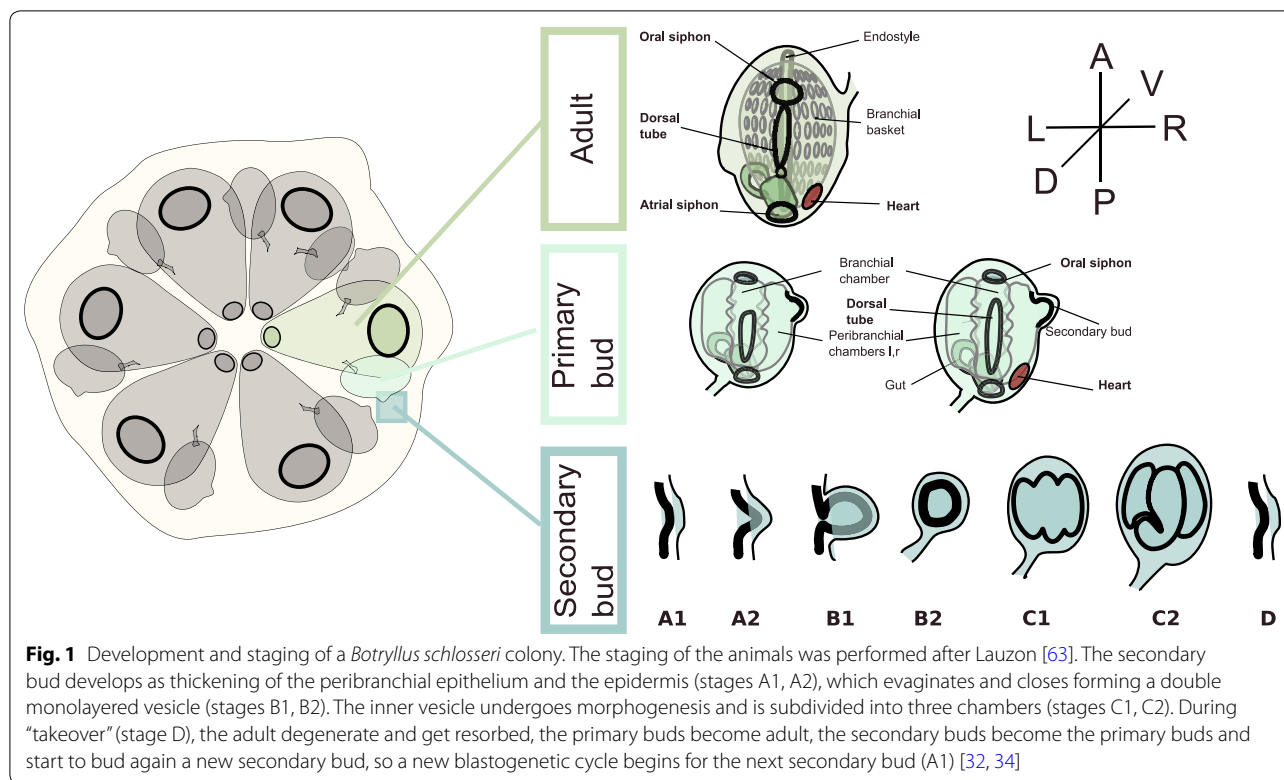 Adult
Oral siphon
Endostyle
Dorsal
tube
Branchial
basket
Atrial siphon
Heart
A
V
L
R
D
P
Primary
bud
Branchial
chamber
Oral siphon
Dorsal
tube
Peribranchial
chambers l,r
Secondary bud
Gut
Heart
Secondary
bud
A1 A2 B1 B2 C1 C2 D
Fig. 1 Development and staging of a Botryllus schlosseri colony. The staging of the animals was performed after Lauzon [63]. The secondary
bud develops as thickening of the peribranchial epithelium and the epidermis (stages A1, A2), which evaginates and closes forming a double
monolayered vesicle (stages B1, B2). The inner vesicle undergoes morphogenesis and is subdivided into three chambers (stages C1, C2). During
“takeover” (stage D), the adult degenerate and get resorbed, the primary buds become adult, the secondary buds become the primary buds and
start to bud again a new secondary bud, so a new blastogenetic cycle begins for the next secondary bud (A1) [32, 34]